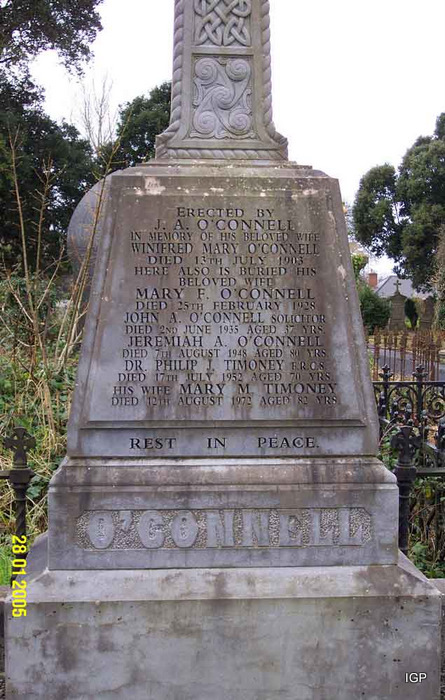 ERECTED BY
J. A. O'CONNELL
IN MEMORY OF HIS BELOVED WIFE
WINIFRED MARY O'CONNELL
DIED 13TH JULY 1903
HERE ALSO IS BURIED HIS
BELOVED WIFE
MARY F. O'CONNELL
DIED 25TH FEBRUARY 1928
JOHN A. O'CONNELL SOLICITOR
DIED 2ND JUNE 1935 AGED 37 YRS.
JEREMIAH A. O'CONNELL
DIED 7TH AUGUST 1948 AGED 80 YRS.
DR. PHILIP J. TIMONEY F.R.C.S.
DIED 17TH JULY 1952 AGED 70 YRS.
HIS WIFE MARY M. TIMONEY
DIED 12TH AUGUST 1972 AGED 82 YRS.
REST IN PEACE.
O'CONNELL
28 01 2005
IGP